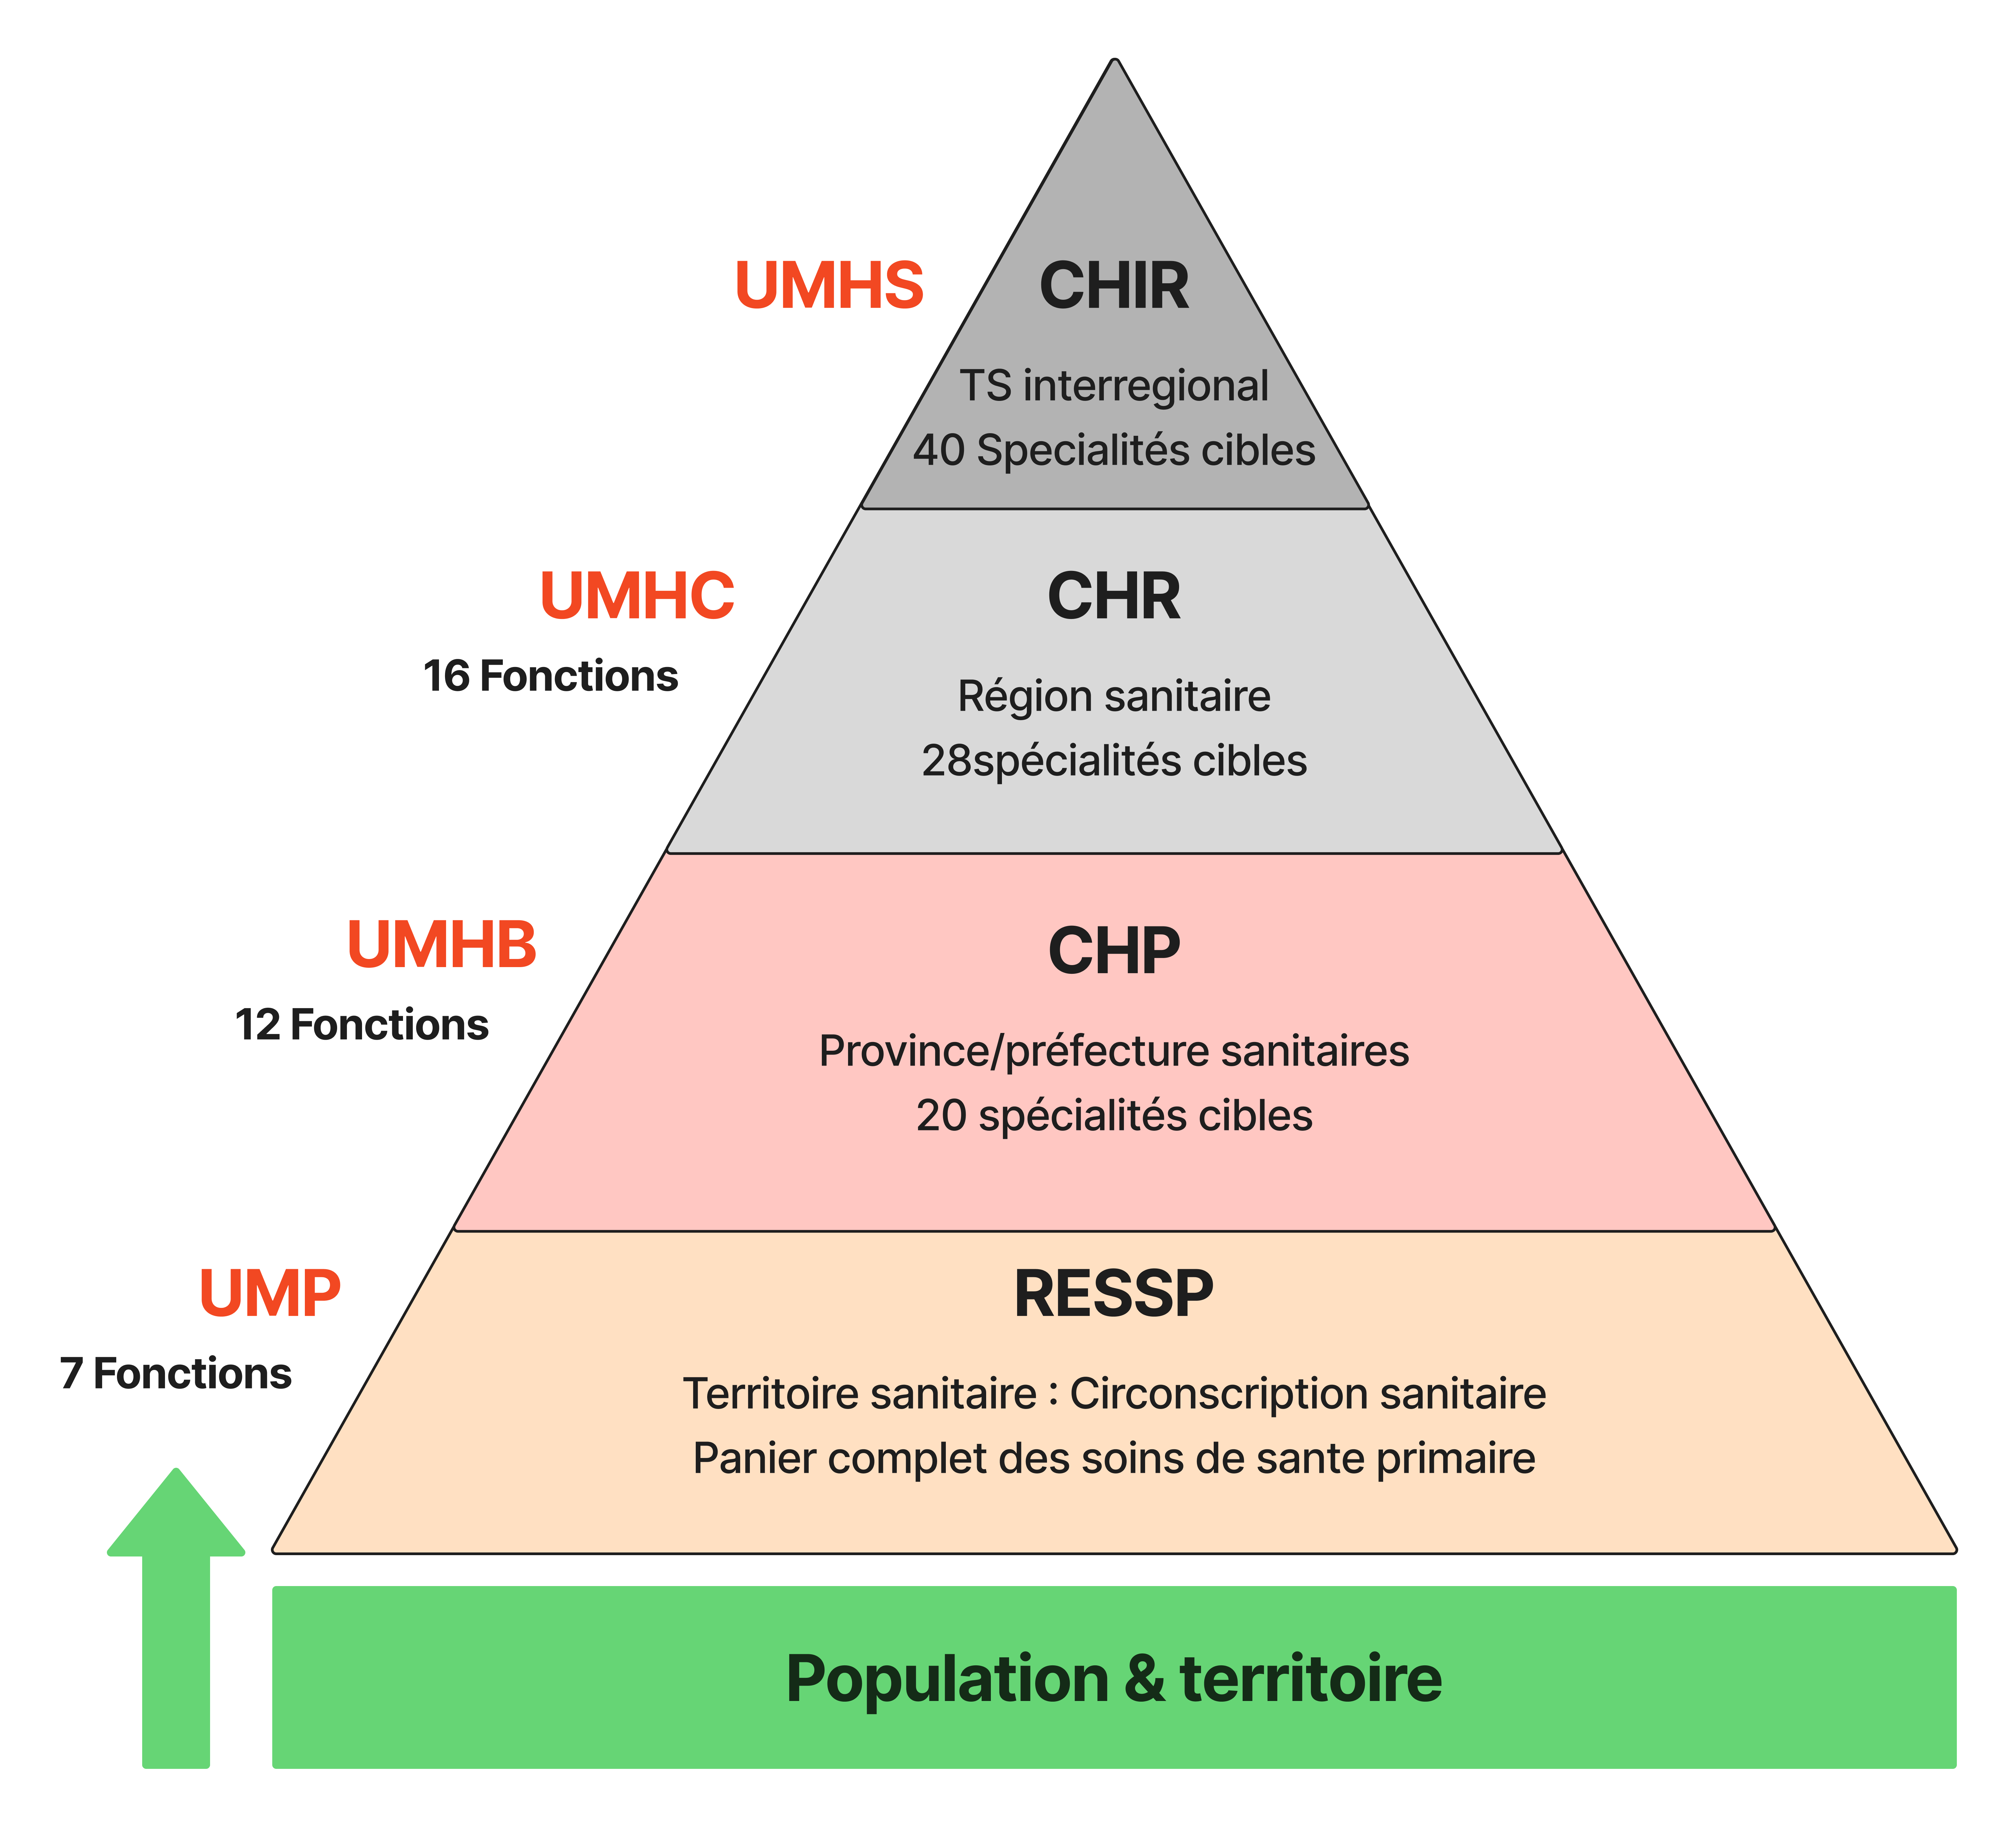 UMHS
CHIR
TS interregional
40 Specialités cibles
UMHC
16 Fonctions
CHR
Région sanitaire
28spécialités cibles
UMHB
12 Fonctions
CHP
Province/préfecture sanitaires
20 spécialités cibles
UMP
7 Fonctions
RESSP
Territoire sanitaire : Circonscription sanitaire
Panier complet des soins de sante primaire
Population & territoire